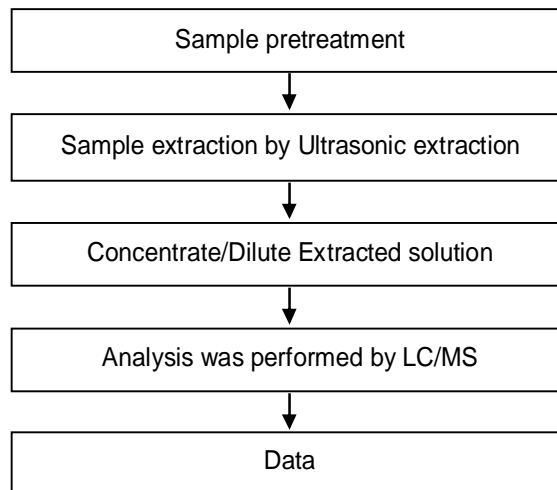 Sample pretreatment
Sample extraction by Ultrasonic extraction
Concentrate/Dilute Extracted solution
Analysis was performed by LC/MS
Data